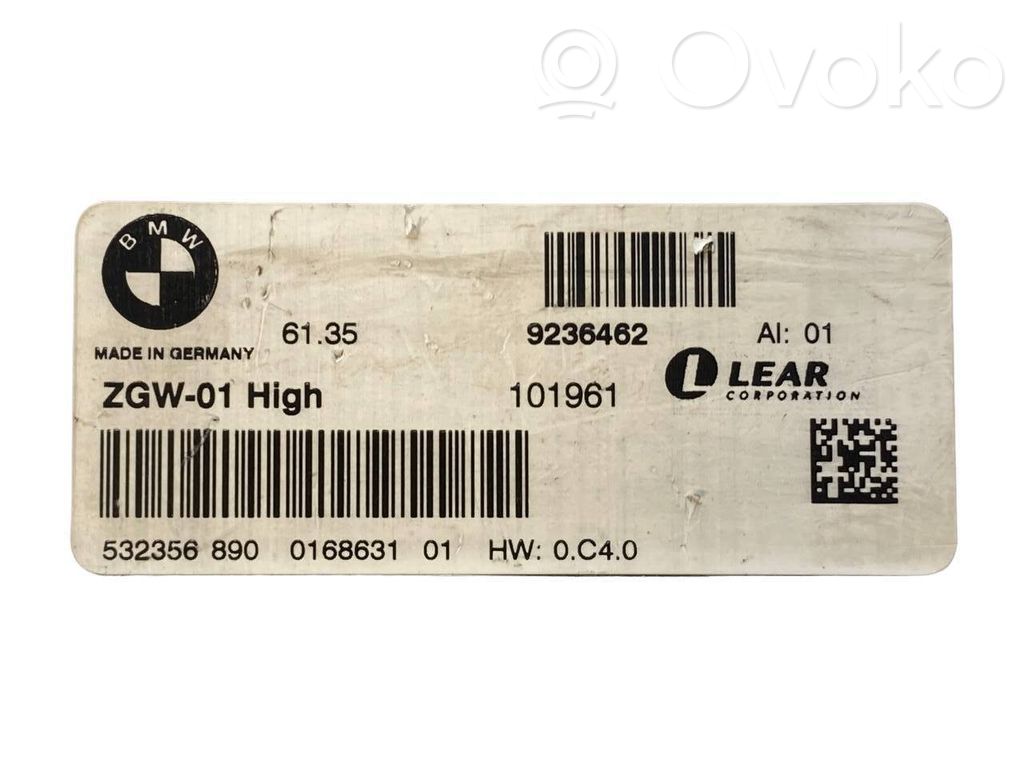 Ovoko
BMW
MADE IN GERMANY
61.35
9236462
AI: 01
ZGW-01 High
101961
LEAR
CORPORATION
532356 890 0168631 01 HW: 0.C4.0